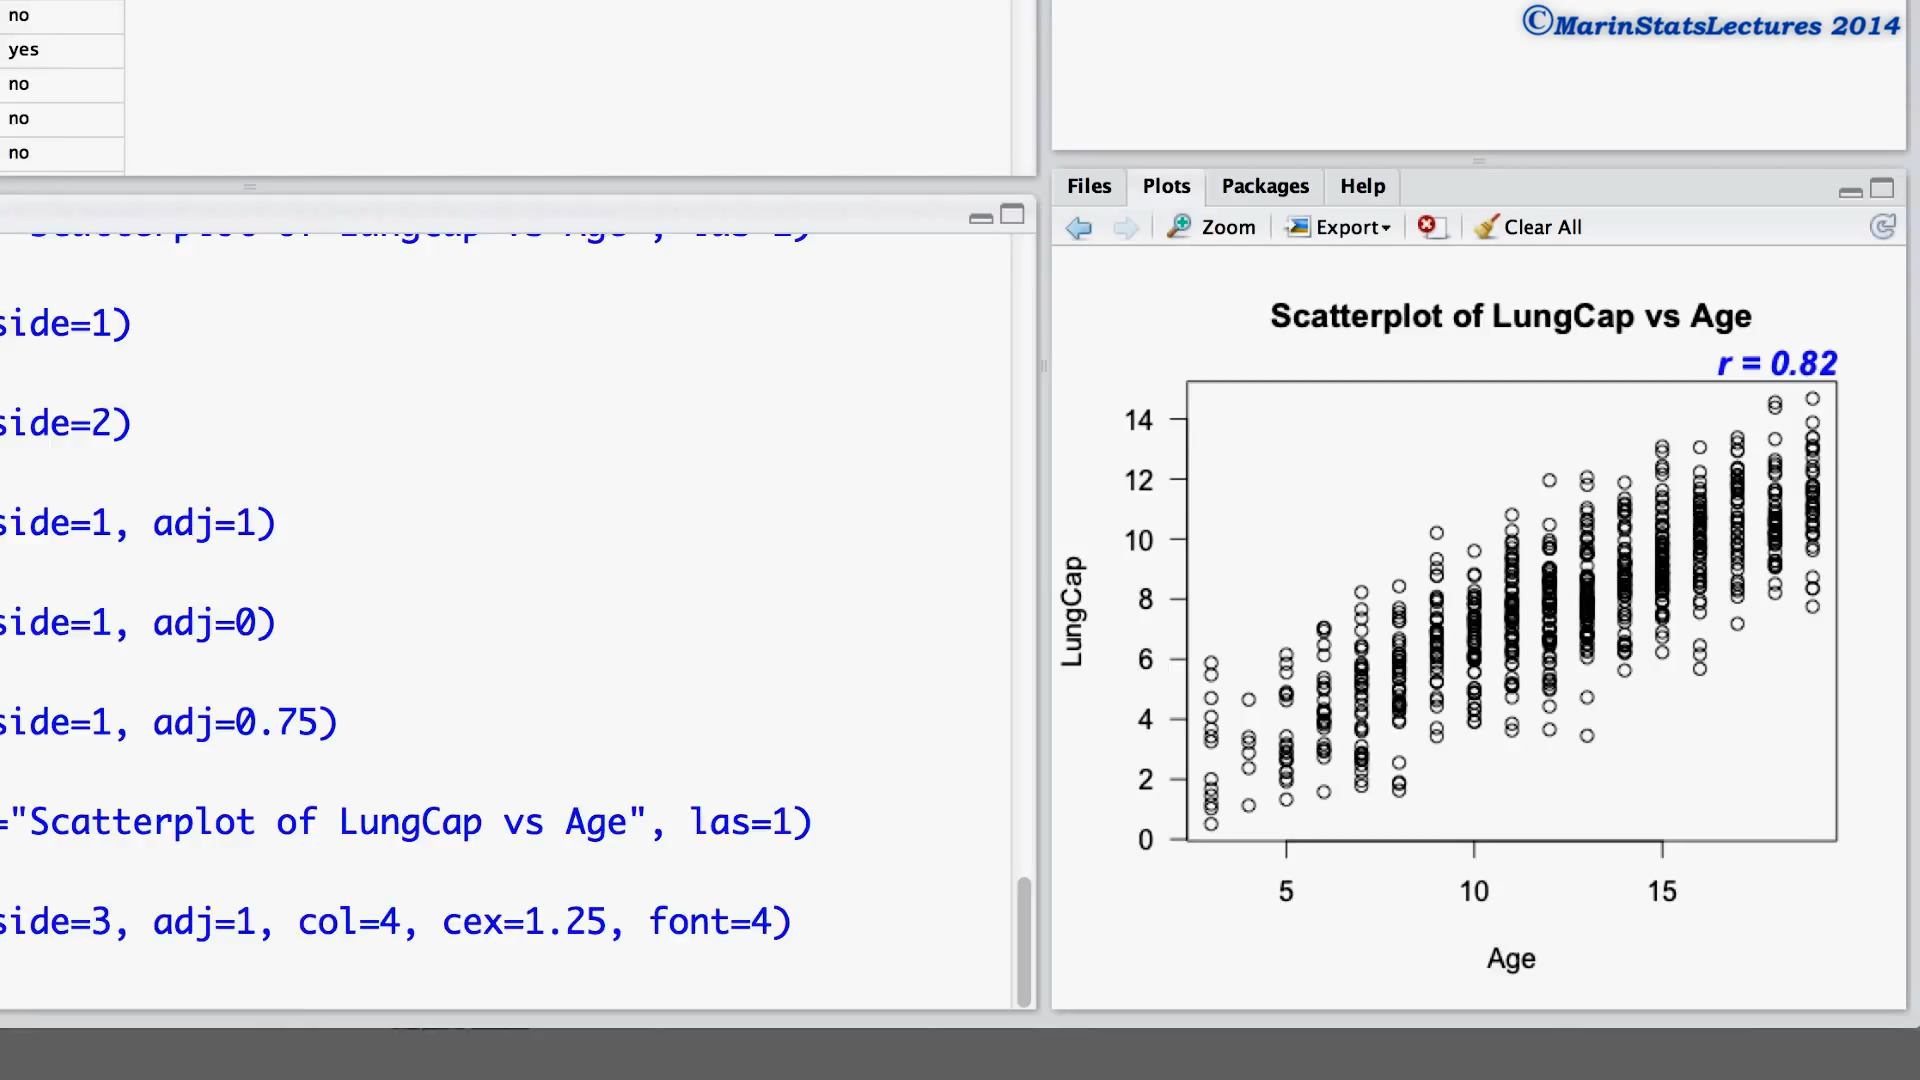 no
yes
no
no
no
©MarinStatsLectures 2014
Files Plots Packages Help
Zoom Export Clear All
side=1)
side=2)
side=1, adj=1)
side=1, adj=0)
side=1, adj=0.75)
="Scatterplot of LungCap vs Age", las=1)
side=3, adj=1, col=4, cex=1.25, font=4)
Scatterplot of LungCap vs Age
r = 0.82
14
12
10
8
6
4
2
0
LungCap
5 10 15
Age